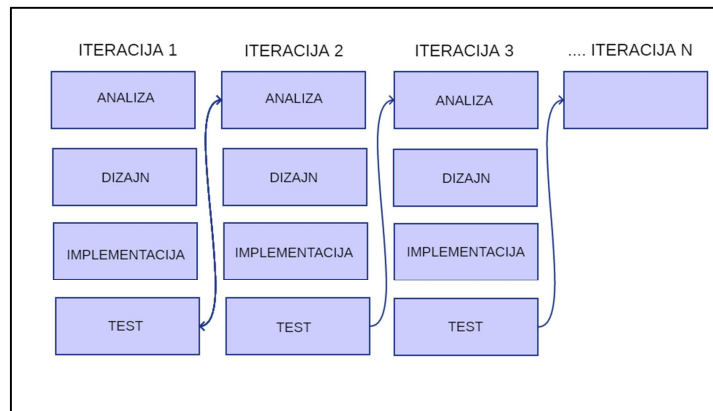 ITERACIJA 1
ANALIZA
DIZAJN
IMPLEMENTACIJA
TEST
ITERACIJA 2
ANALIZA
DIZAJN
IMPLEMENTACIJA
TEST
ITERACIJA 3
ANALIZA
DIZAJN
IMPLEMENTACIJA
TEST
.... ITERACIJA N